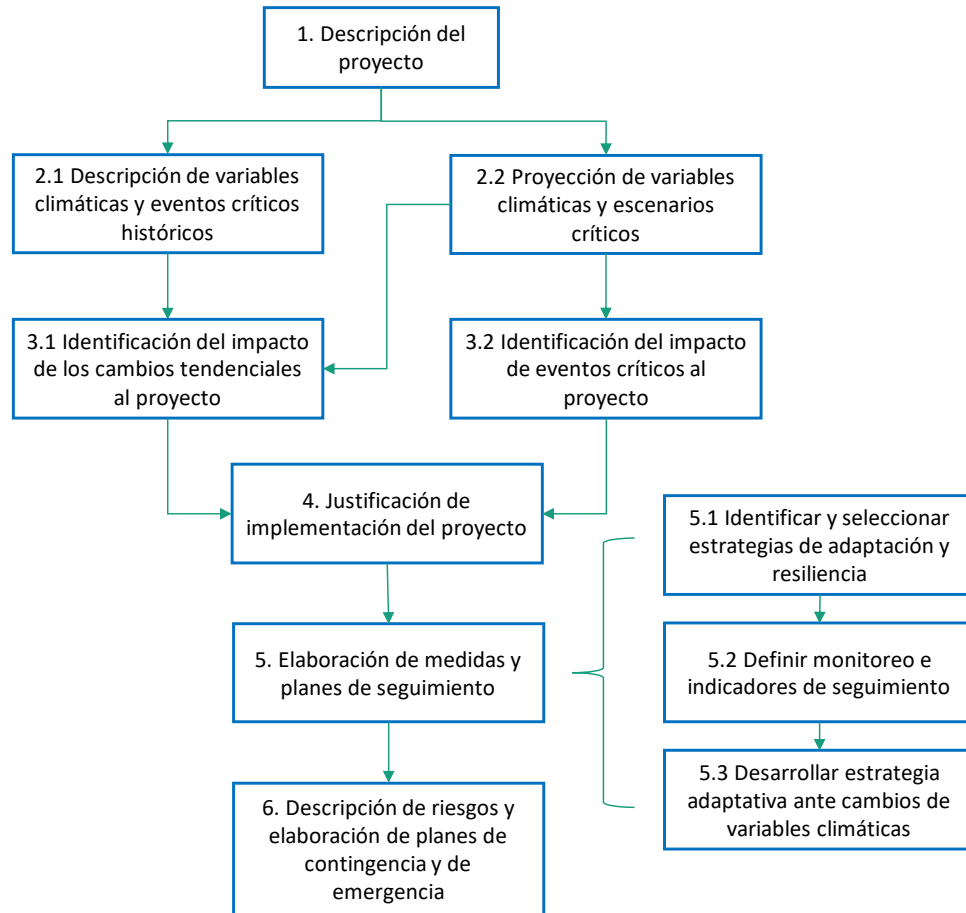 1. Descripción del
proyecto
2.1 Descripción de variables
climáticas y eventos críticos
históricos
2.2 Proyección de variables
climáticas y escenarios
críticos
3.1 Identificación del impacto
de los cambios tendenciales
al proyecto
3.2 Identificación del impacto
de eventos críticos al
proyecto
4. Justificación de
implementación del proyecto
5. Elaboración de medidas y
planes de seguimiento
5.1 Identificar y seleccionar
estrategias de adaptación y
resiliencia
5.2 Definir monitoreo e
indicadores de seguimiento
5.3 Desarrollar estrategia
adaptativa ante cambios de
variables climáticas
6. Descripción de riesgos y
elaboración de planes de
contingencia y de
emergencia